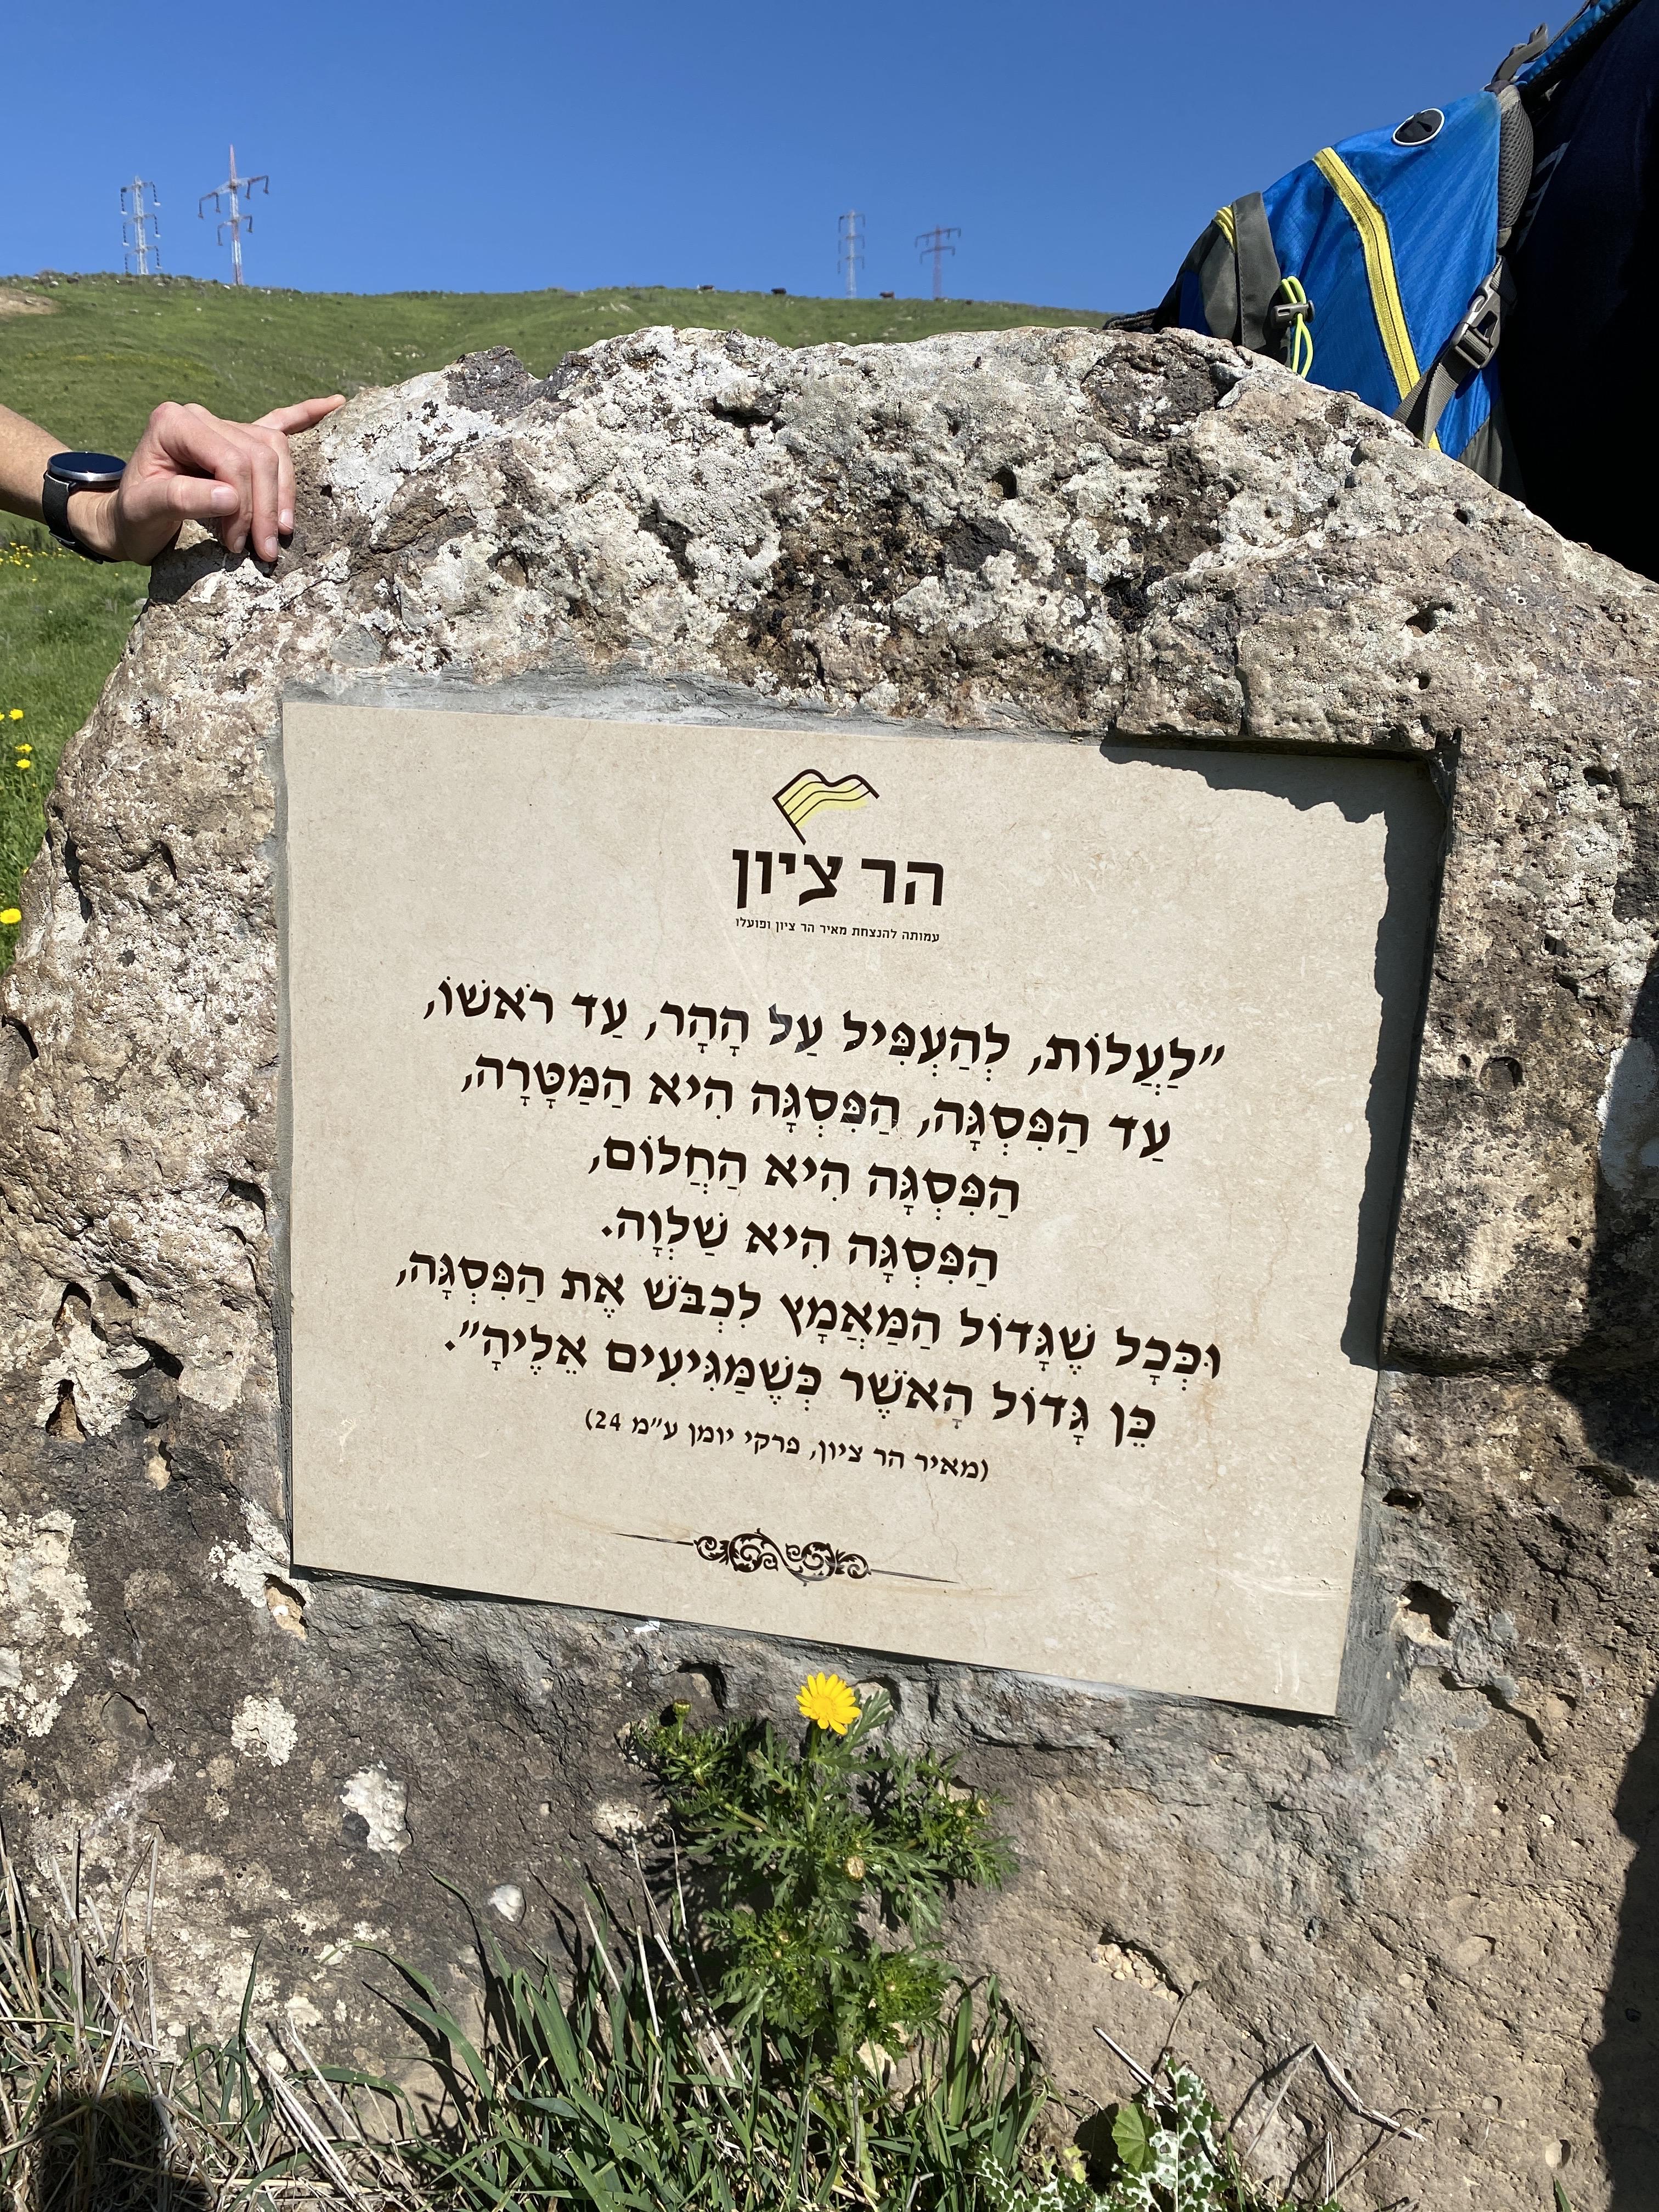 הר ציון
עמותה להנצחת מאיר הר ציון ופועלו
"לַעֲלוֹת, לְהַעְפִּיל עַל הָהָר, עַד רֹאשׁוֹ,
עַד הַפִּסְגָּה, הַפִּסְגָּה הִיא הַמַּטָּרָה,
הַפִּסְגָּה הִיא הַחֲלוֹם,
הַפִּסְגָּה הִיא שַׁלְוָה.
וּכְּכָל שֶׁגָּדוֹל הַמַּאֲמָץ לִכְבֹּשׁ אֶת הַפִּסְגָּה,
כֵּן גָּדוֹל הָאֹשֶׁר כְּשֶׁמַּגִּיעִים אֵלֶיהָ".
(מאיר הר ציון, פרקי יומן ע"מ 24)